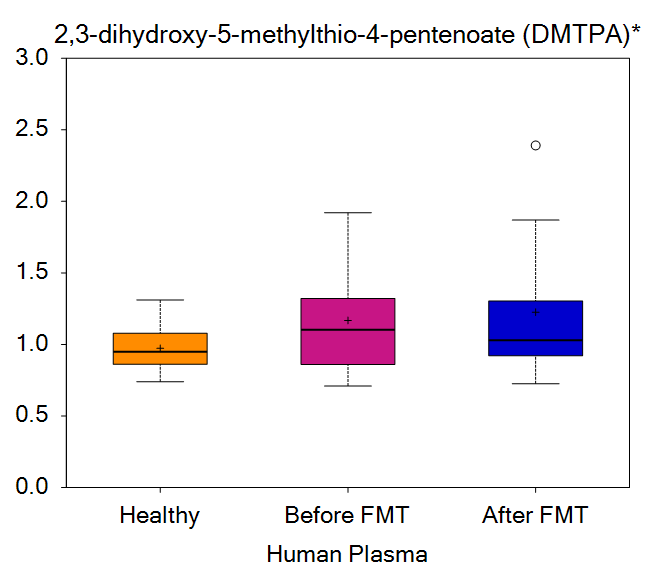 2,3-dihydroxy-5-methylthio-4-pentenoate (DMTPA)*
3.0
2.5
2.0
1.5
1.0
0.5
0.0
Healthy Before FMT After FMT
Human Plasma